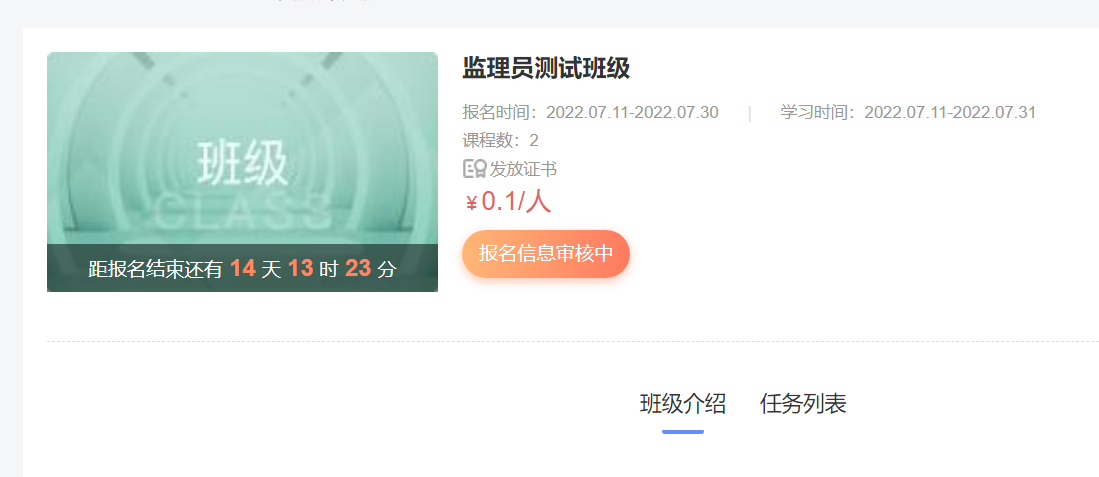 监理员测试班级
报名时间：2022.07.11-2022.07.30 | 学习时间：2022.07.11-2022.07.31
课程数：2
发放证书
¥0.1/人
报名信息审核中
班级
CLASS
距报名结束还有 14 天 13 时 23 分
班级介绍 任务列表